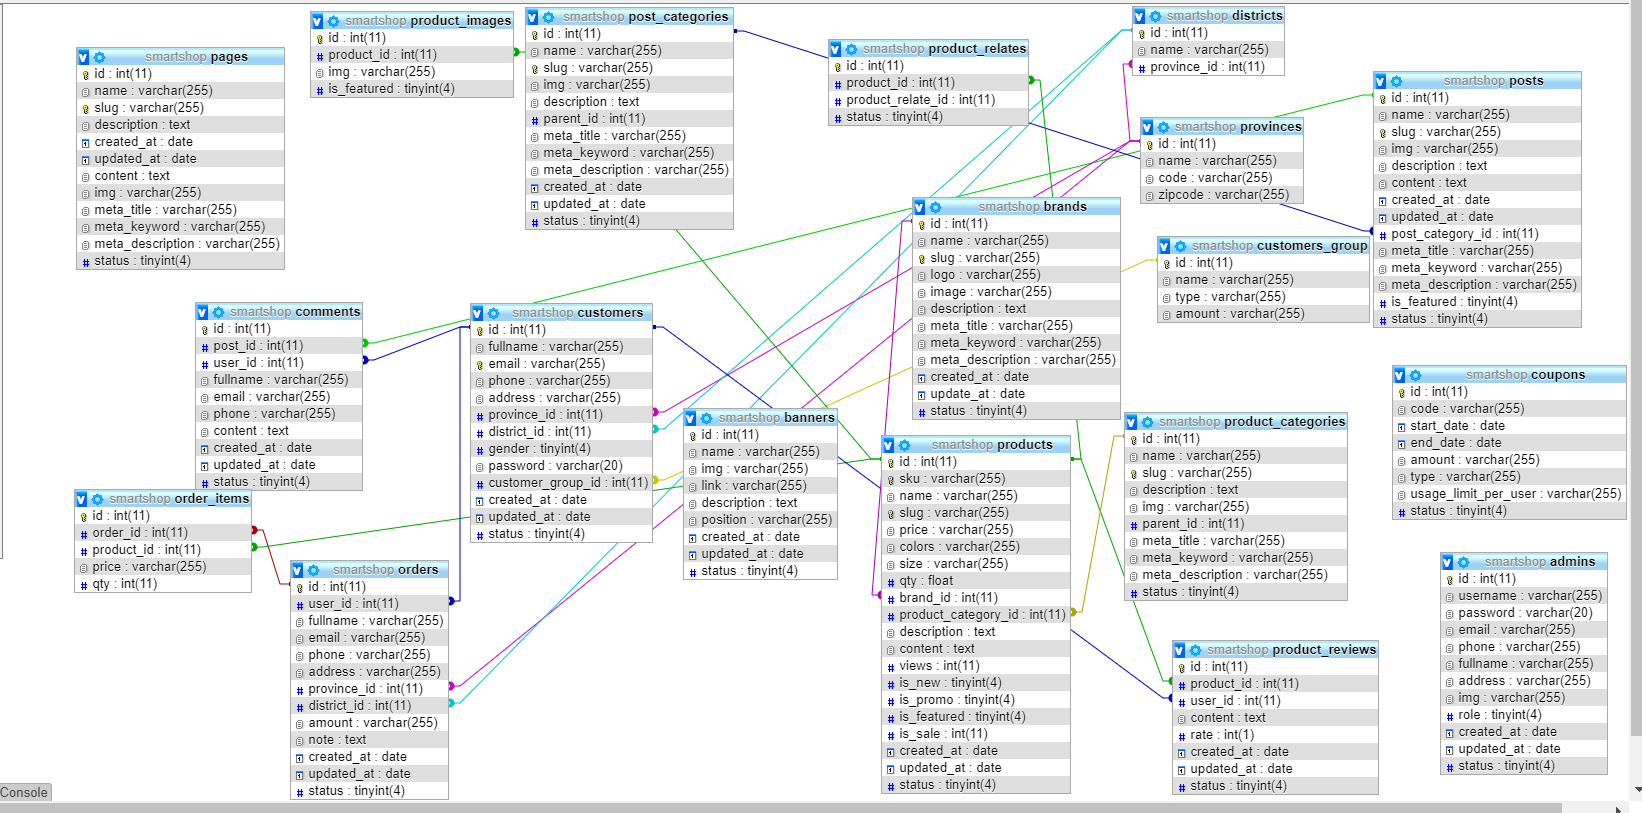 smartshop pages
id : int(11)
name : varchar(255)
slug : varchar(255)
description : text
created_at : date
updated_at : date
content : text
img : varchar(255)
meta_title : varchar(255)
meta_keyword : varchar(255)
meta_description : varchar(255)
status : tinyint(4)
smartshop product_images
id : int(11)
product_id : int(11)
img : varchar(255)
is_featured : tinyint(4)
smartshop post_categories
id : int(11)
name : varchar(255)
slug : varchar(255)
img : varchar(255)
description : text
parent_id : int(11)
meta_title : varchar(255)
meta_keyword : varchar(255)
meta_description : varchar(255)
created_at : date
updated_at : date
status : tinyint(4)
smartshop product_relates
id : int(11)
product_id : int(11)
product_relate_id : int(11)
status : tinyint(4)
smartshop districts
id : int(11)
name : varchar(255)
province_id : int(11)
smartshop provinces
id : int(11)
name : varchar(255)
code : varchar(255)
zipcode : varchar(255)
smartshop posts
id : int(11)
name : varchar(255)
slug : varchar(255)
img : varchar(255)
description : text
content : text
created_at : date
updated_at : date
post_category_id : int(11)
meta_title : varchar(255)
meta_keyword : varchar(255)
meta_description : varchar(255)
is_featured : tinyint(4)
status : tinyint(4)
smartshop brands
id : int(11)
name : varchar(255)
slug : varchar(255)
logo : varchar(255)
image : varchar(255)
description : text
meta_title : varchar(255)
meta_keyword : varchar(255)
meta_description : varchar(255)
created_at : date
update_at : date
status : tinyint(4)
smartshop customers_group
id : int(11)
name : varchar(255)
type : varchar(255)
amount : varchar(255)
smartshop comments
id : int(11)
post_id : int(11)
user_id : int(11)
fullname : varchar(255)
email : varchar(255)
phone : varchar(255)
content : text
created_at : date
updated_at : date
status : tinyint(4)
smartshop customers
id : int(11)
fullname : varchar(255)
email : varchar(255)
phone : varchar(255)
address : varchar(255)
province_id : int(11)
district_id : int(11)
gender : tinyint(4)
password : varchar(20)
customer_group_id : int(11)
created_at : date
updated_at : date
status : tinyint(4)
smartshop banners
id : int(11)
name : varchar(255)
img : varchar(255)
link : varchar(255)
description : text
position : varchar(255)
created_at : date
updated_at : date
status : tinyint(4)
smartshop products
id : int(11)
sku : varchar(255)
name : varchar(255)
slug : varchar(255)
price : varchar(255)
colors : varchar(255)
size : varchar(255)
qty : float
brand_id : int(11)
product_category_id : int(11)
description : text
content : text
views : int(11)
is_new : tinyint(4)
is_promo : tinyint(4)
is_featured : tinyint(4)
is_sale : int(11)
created_at : date
updated_at : date
status : tinyint(4)
smartshop product_categories
id : int(11)
name : varchar(255)
slug : varchar(255)
description : text
img : varchar(255)
parent_id : int(11)
meta_title : varchar(255)
meta_keyword : varchar(255)
meta_description : varchar(255)
status : tinyint(4)
smartshop coupons
id : int(11)
code : varchar(255)
start_date : date
end_date : date
amount : varchar(255)
type : varchar(255)
usage_limit_per_user : varchar(255)
status : tinyint(4)
smartshop order_items
id : int(11)
order_id : int(11)
product_id : int(11)
price : varchar(255)
qty : int(11)
smartshop orders
id : int(11)
user_id : int(11)
fullname : varchar(255)
email : varchar(255)
phone : varchar(255)
address : varchar(255)
province_id : int(11)
district_id : int(11)
amount : varchar(255)
note : text
created_at : date
updated_at : date
status : tinyint(4)
smartshop product_reviews
id : int(11)
product_id : int(11)
user_id : int(11)
content : text
rate : int(1)
created_at : date
updated_at : date
status : tinyint(4)
smartshop admins
id : int(11)
username : varchar(255)
password : varchar(20)
email : varchar(255)
phone : varchar(255)
fullname : varchar(255)
address : varchar(255)
img : varchar(255)
role : tinyint(4)
created_at : date
updated_at : date
status : tinyint(4)
Console